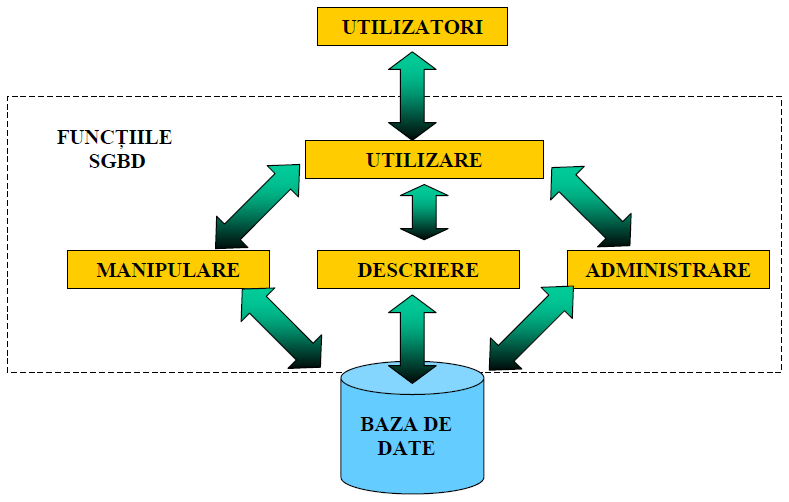 UTILIZATORI
FUNCȚIILE
SGBD
UTILIZARE
MANIPULARE
DESCRIERE
ADMINISTRARE
BAZA DE
DATE